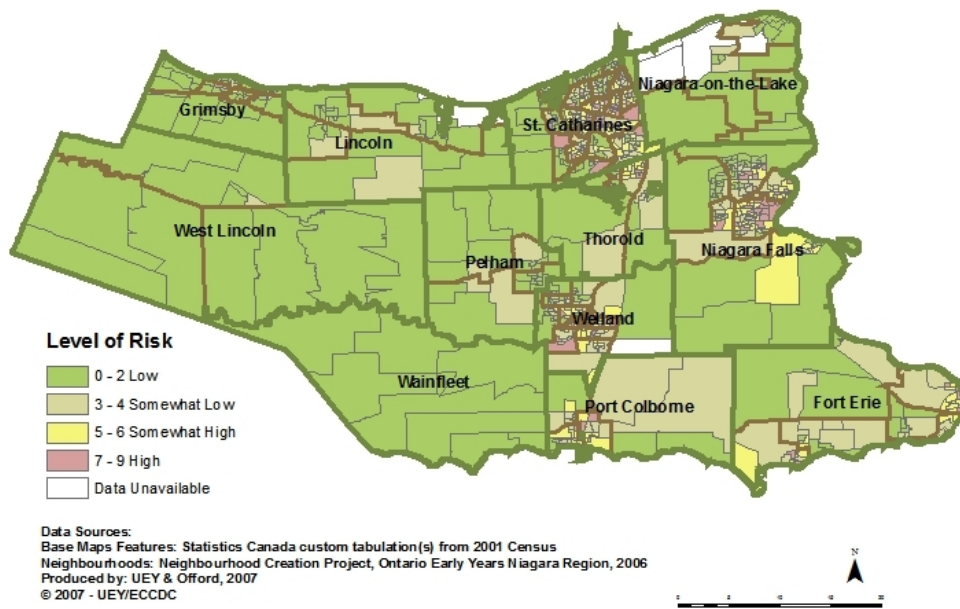 Niagara-on-the-Lake
Grimsby
St. Catharines
Lincoln
West Lincoln
Thorold
Niagara Falls
Pelham
Welland
Level of Risk
0 - 2 Low
3 - 4 Somewhat Low
5 - 6 Somewhat High
7 - 9 High
Data Unavailable
Wainfleet
Port Colborne
Fort Erie
Data Sources:
Base Maps Features: Statistics Canada custom tabulation(s) from 2001 Census
Neighbourhoods: Neighbourhood Creation Project, Ontario Early Years Niagara Region, 2006
Produced by: UEY & Offord, 2007
© 2007 - UEY/ECCDC
N